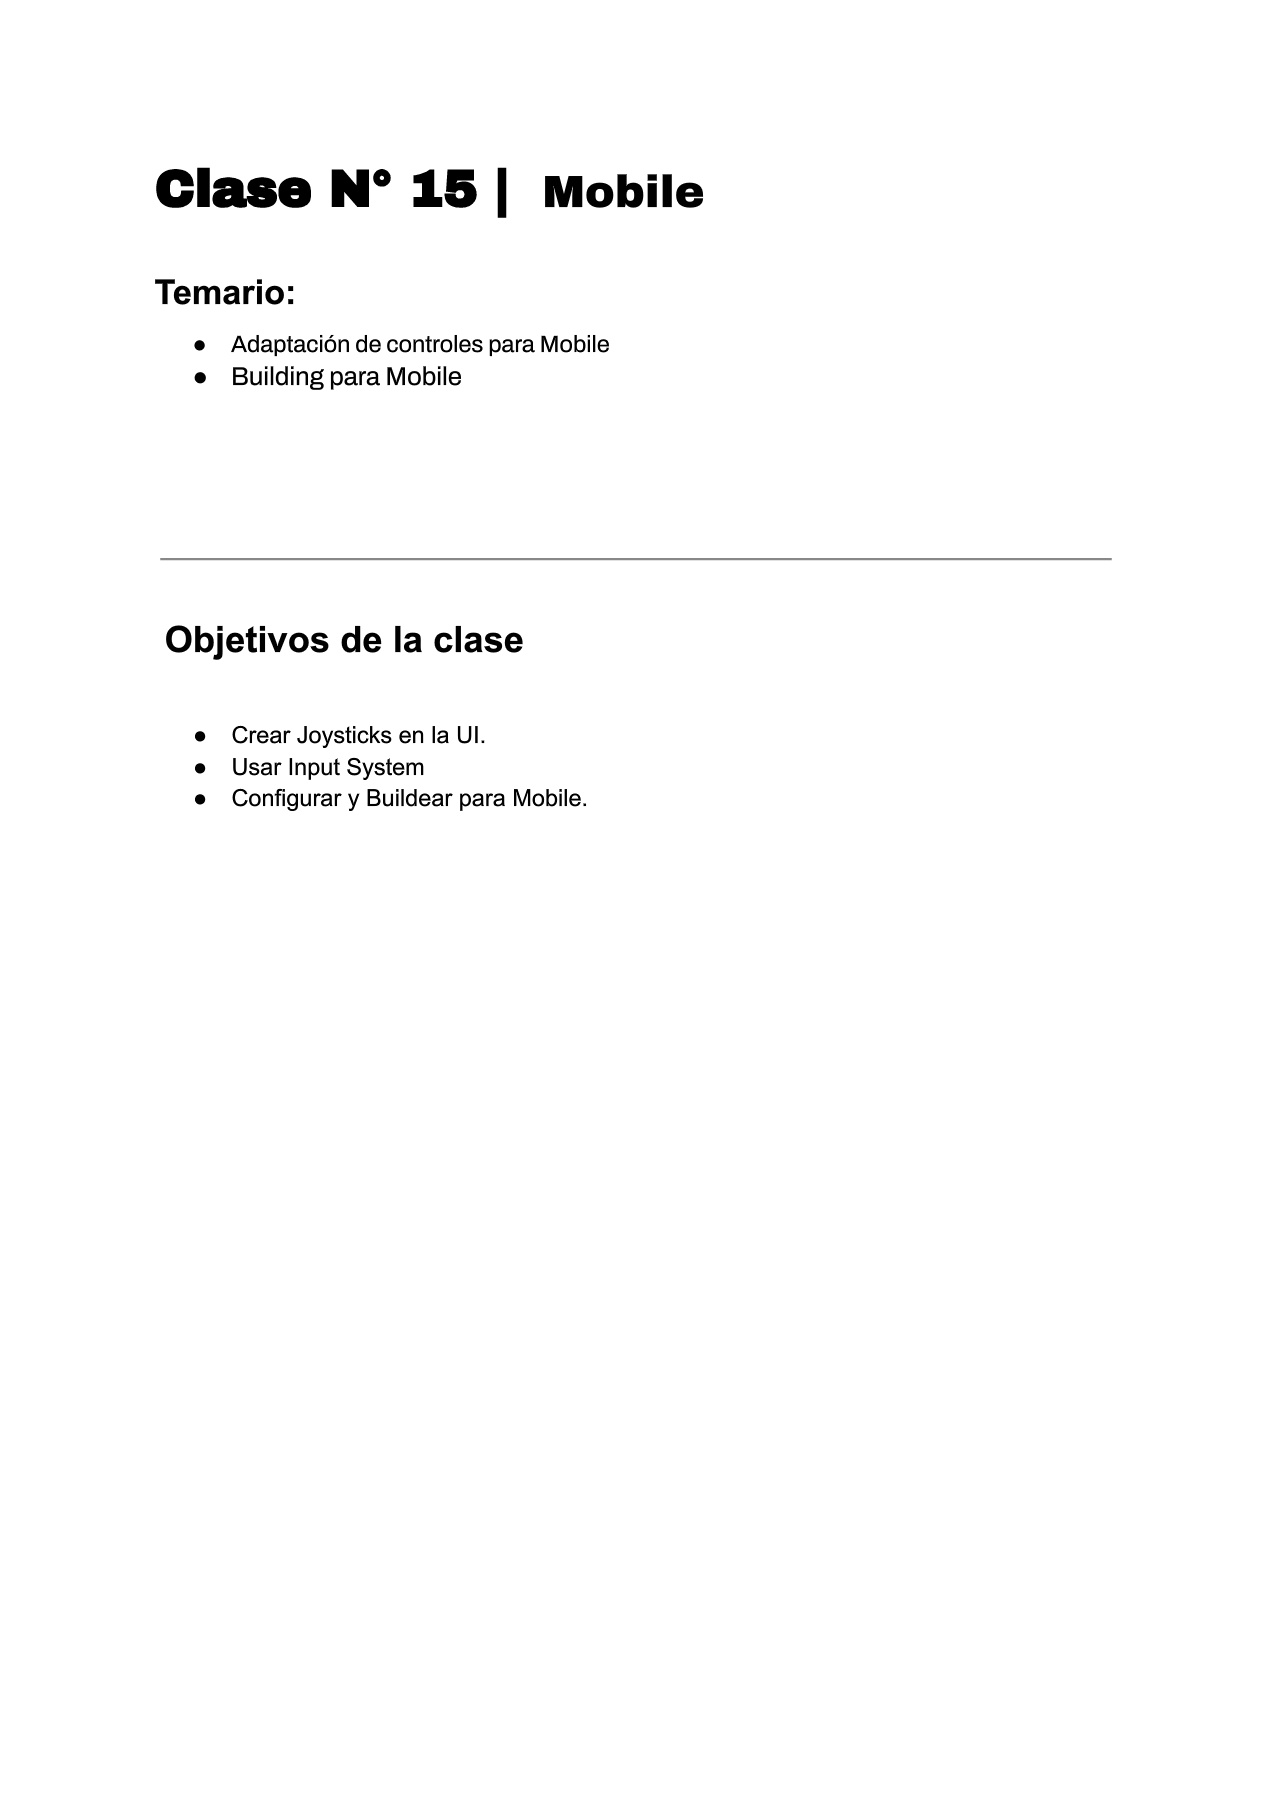 Clase N° 15 | Mobile
Temario:
● Adaptación de controles para Mobile
● Building para Mobile
Objetivos de la clase
● Crear Joysticks en la UI.
● Usar Input System
● Configurar y Buildear para Mobile.